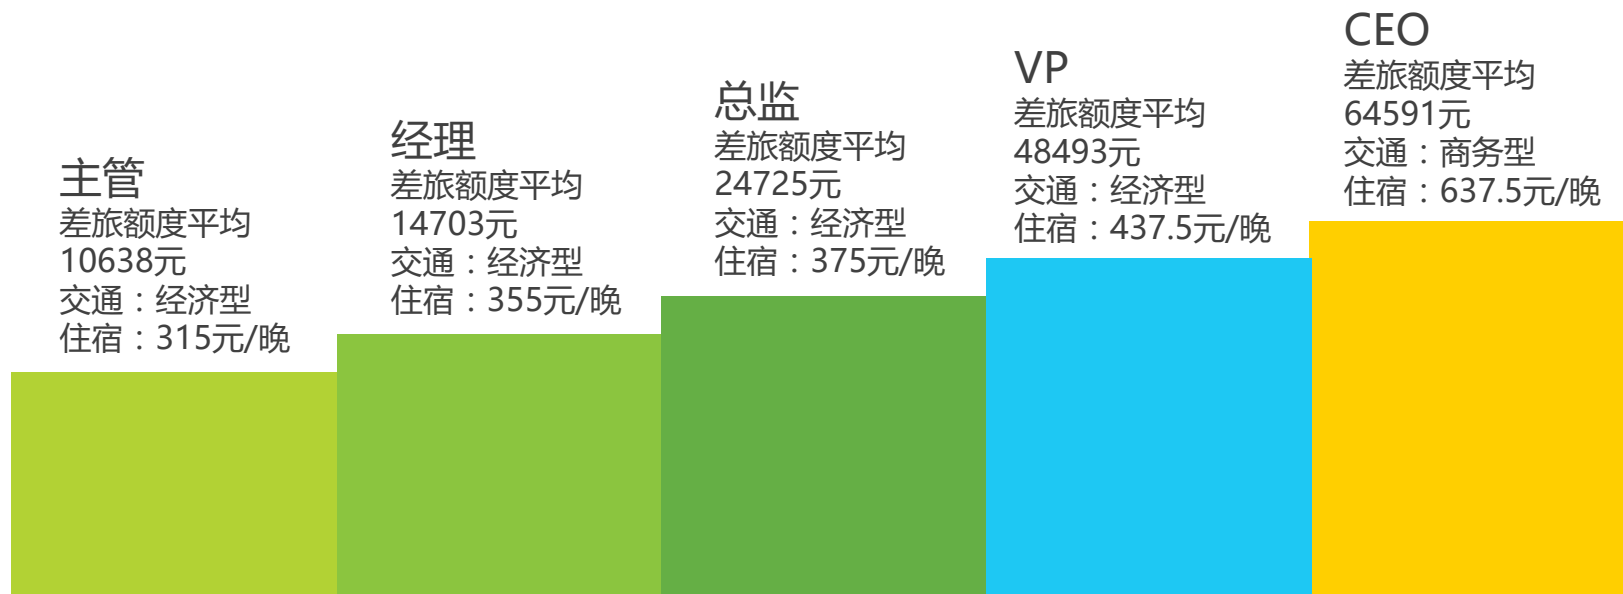 主管
差旅额度平均
10638元
交通：经济型
住宿：315元/晚
经理
差旅额度平均
14703元
交通：经济型
住宿：355元/晚
总监
差旅额度平均
24725元
交通：经济型
住宿：375元/晚
VP
差旅额度平均
48493元
交通：经济型
住宿：437.5元/晚
CEO
差旅额度平均
64591元
交通：商务型
住宿：637.5元/晚